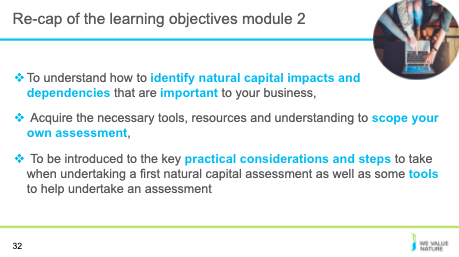 Re-cap of the learning objectives module 2
❖ To understand how to identify natural capital impacts and
dependencies that are important to your business,
❖ Acquire the necessary tools, resources and understanding to scope your
own assessment,
❖ To be introduced to the key practical considerations and steps to take
when undertaking a first natural capital assessment as well as some tools
to help undertake an assessment
32
WE VALUE
NATURE